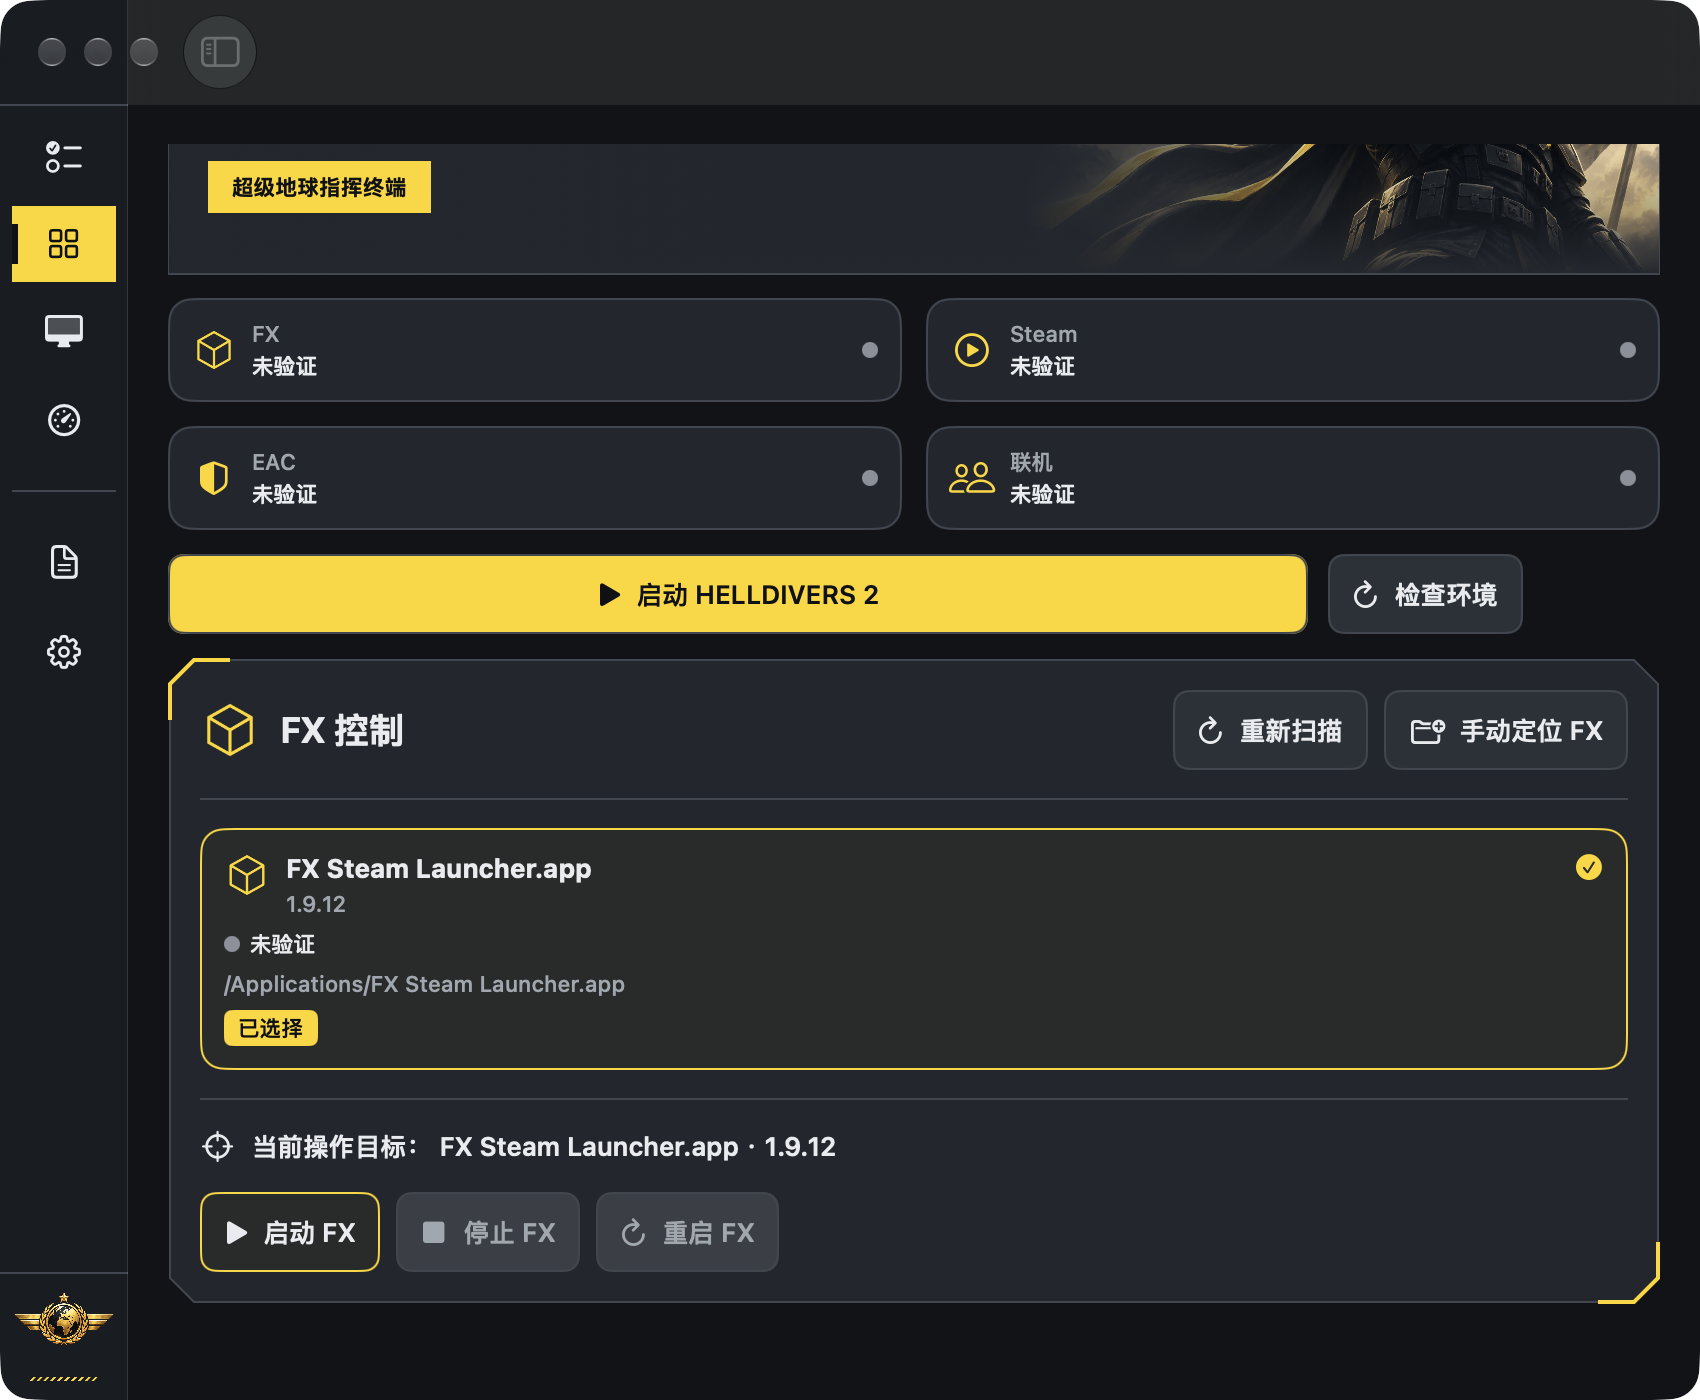 超级地球指挥终端
FX
未验证
Steam
未验证
EAC
未验证
联机
未验证
启动 HELLDIVERS 2
检查环境
FX 控制
重新扫描
手动定位 FX
FX Steam Launcher.app
1.9.12
未验证
/Applications/FX Steam Launcher.app
已选择
当前操作目标： FX Steam Launcher.app · 1.9.12
启动 FX
停止 FX
重启 FX